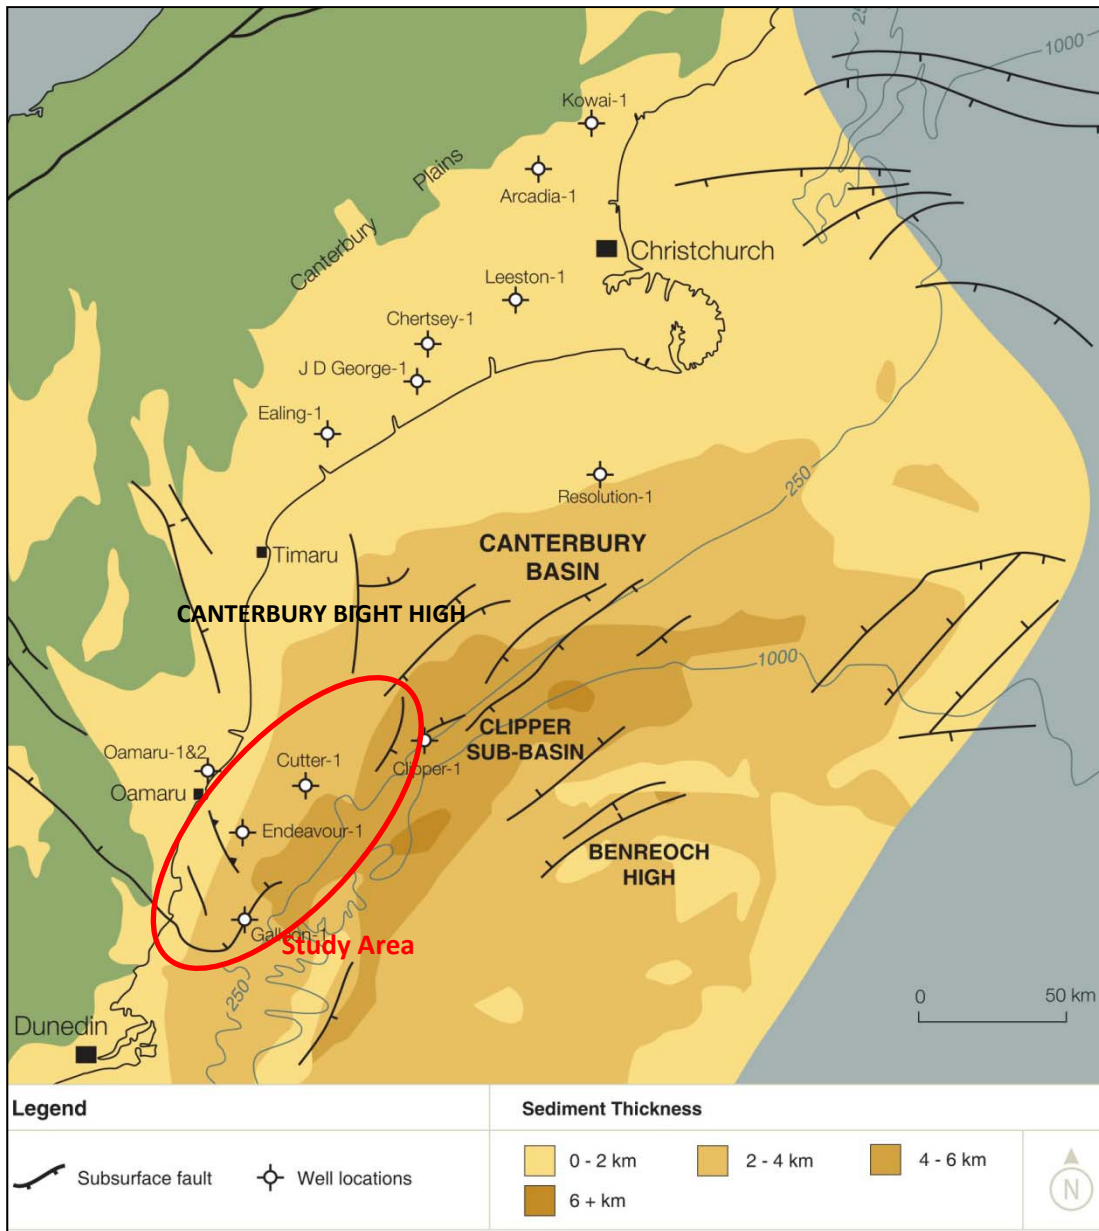 250
1000
Kowai-1
Plains
Arcadia-1
Canterbury
Christchurch
Leeston-1
Chertsey-1
J D George-1
Ealing-1
250
Resolution-1
CANTERBURY
BASIN
Timaru
CANTERBURY BIGHT HIGH
1000
CLIPPER
SUB-BASIN
Oamaru-1&2
Cutter-1
Clipper-1
Oamaru
Endeavour-1
BENREOCH
HIGH
Galleon-1
Study Area
250
0 50 km
Dunedin
Legend
Sediment Thickness
Subsurface fault
Well locations
0 - 2 km
2 - 4 km
4 - 6 km
6 + km
N